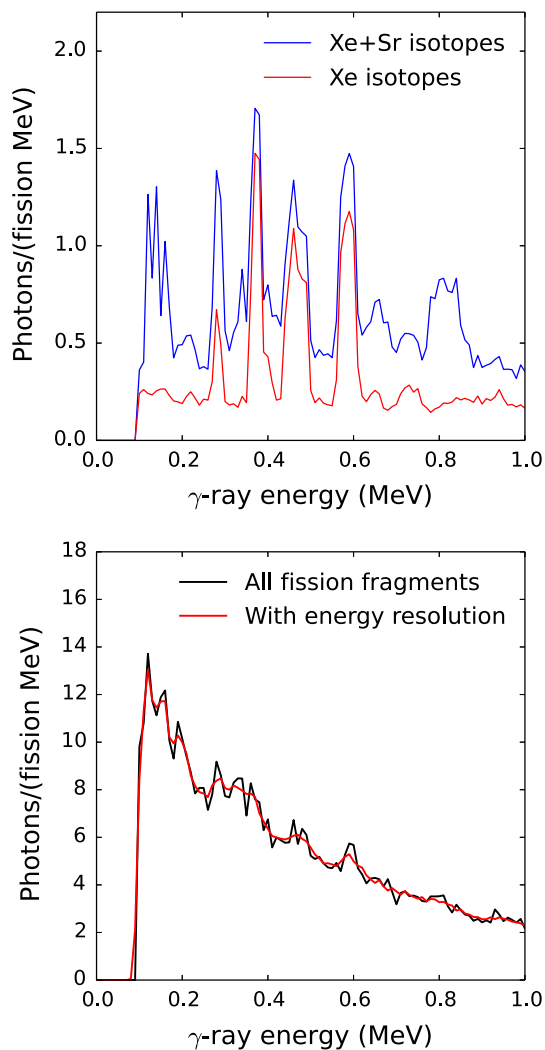 2.0
1.5
1.0
0.5
0.0
Photons/(fission MeV)
Xe+Sr isotopes
Xe isotopes
0.0 0.2 0.4 0.6 0.8 1.0
γ-ray energy (MeV)
18
16
14
12
10
8
6
4
2
0
Photons/(fission MeV)
All fission fragments
With energy resolution
0.0 0.2 0.4 0.6 0.8 1.0
γ-ray energy (MeV)